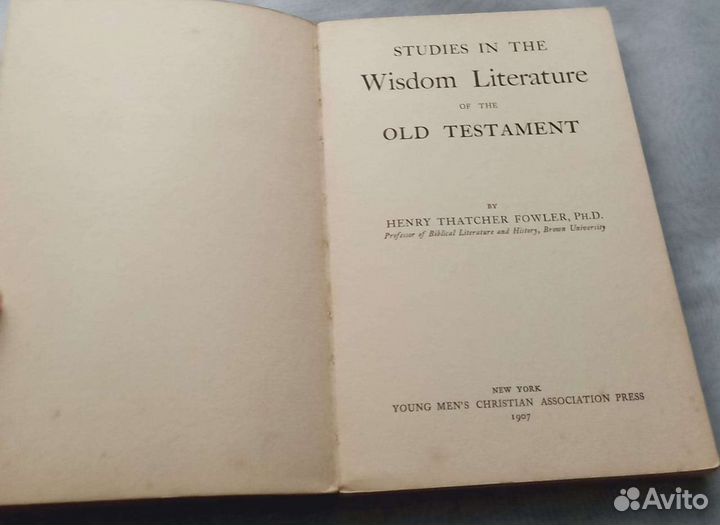 STUDIES IN THE
Wisdom Literature
OF THE
OLD TESTAMENT
BY
HENRY THATCHER FOWLER, PH.D.
Professor of Biblical Literature and History, Brown University
NEW YORK
YOUNG MEN'S CHRISTIAN ASSOCIATION PRESS
1907
Avito